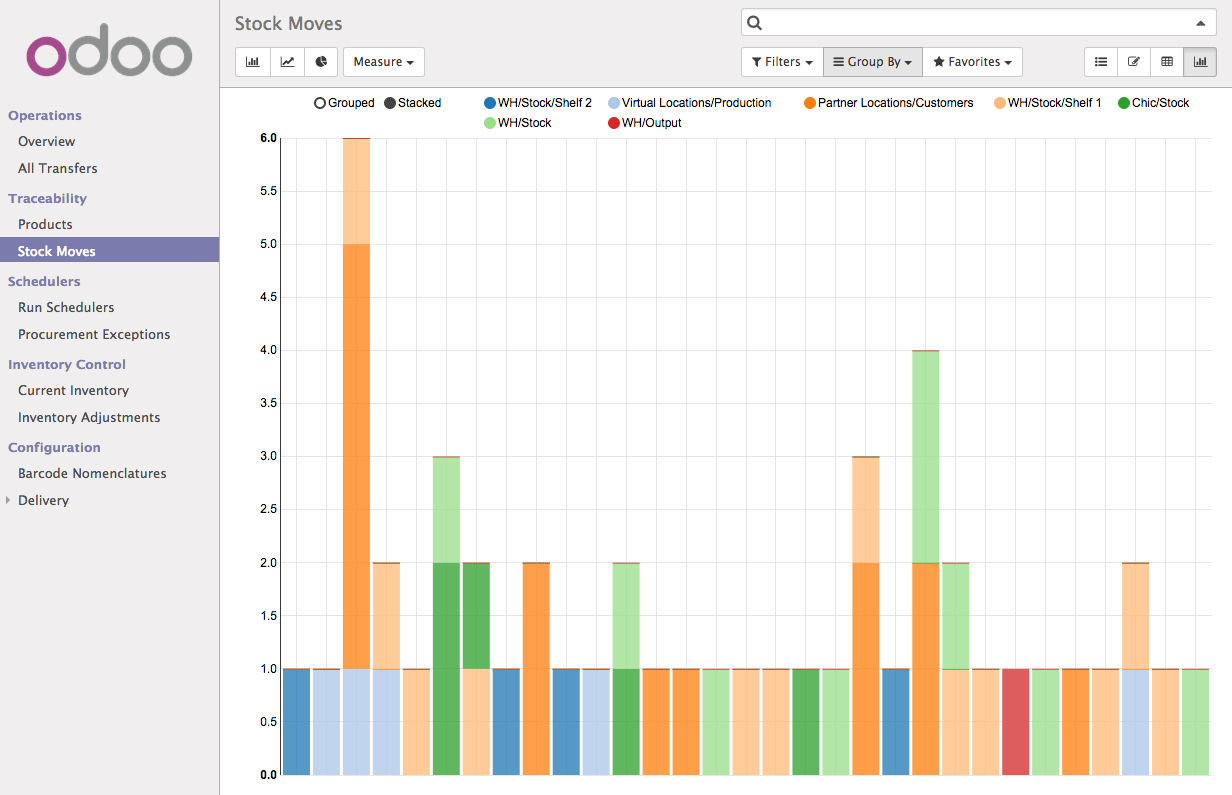 odoo
Operations
Overview
All Transfers
Traceability
Products
Stock Moves
Schedulers
Run Schedulers
Procurement Exceptions
Inventory Control
Current Inventory
Inventory Adjustments
Configuration
Barcode Nomenclatures
Delivery
Stock Moves
Measure
Filters Group By Favorites
Grouped Stacked WH/Stock/Shelf 2 Virtual Locations/Production Partner Locations/Customers WH/Stock/Shelf 1 Chic/Stock
WH/Stock WH/Output
6.0
5.5
5.0
4.5
4.0
3.5
3.0
2.5
2.0
1.5
1.0
0.5
0.0